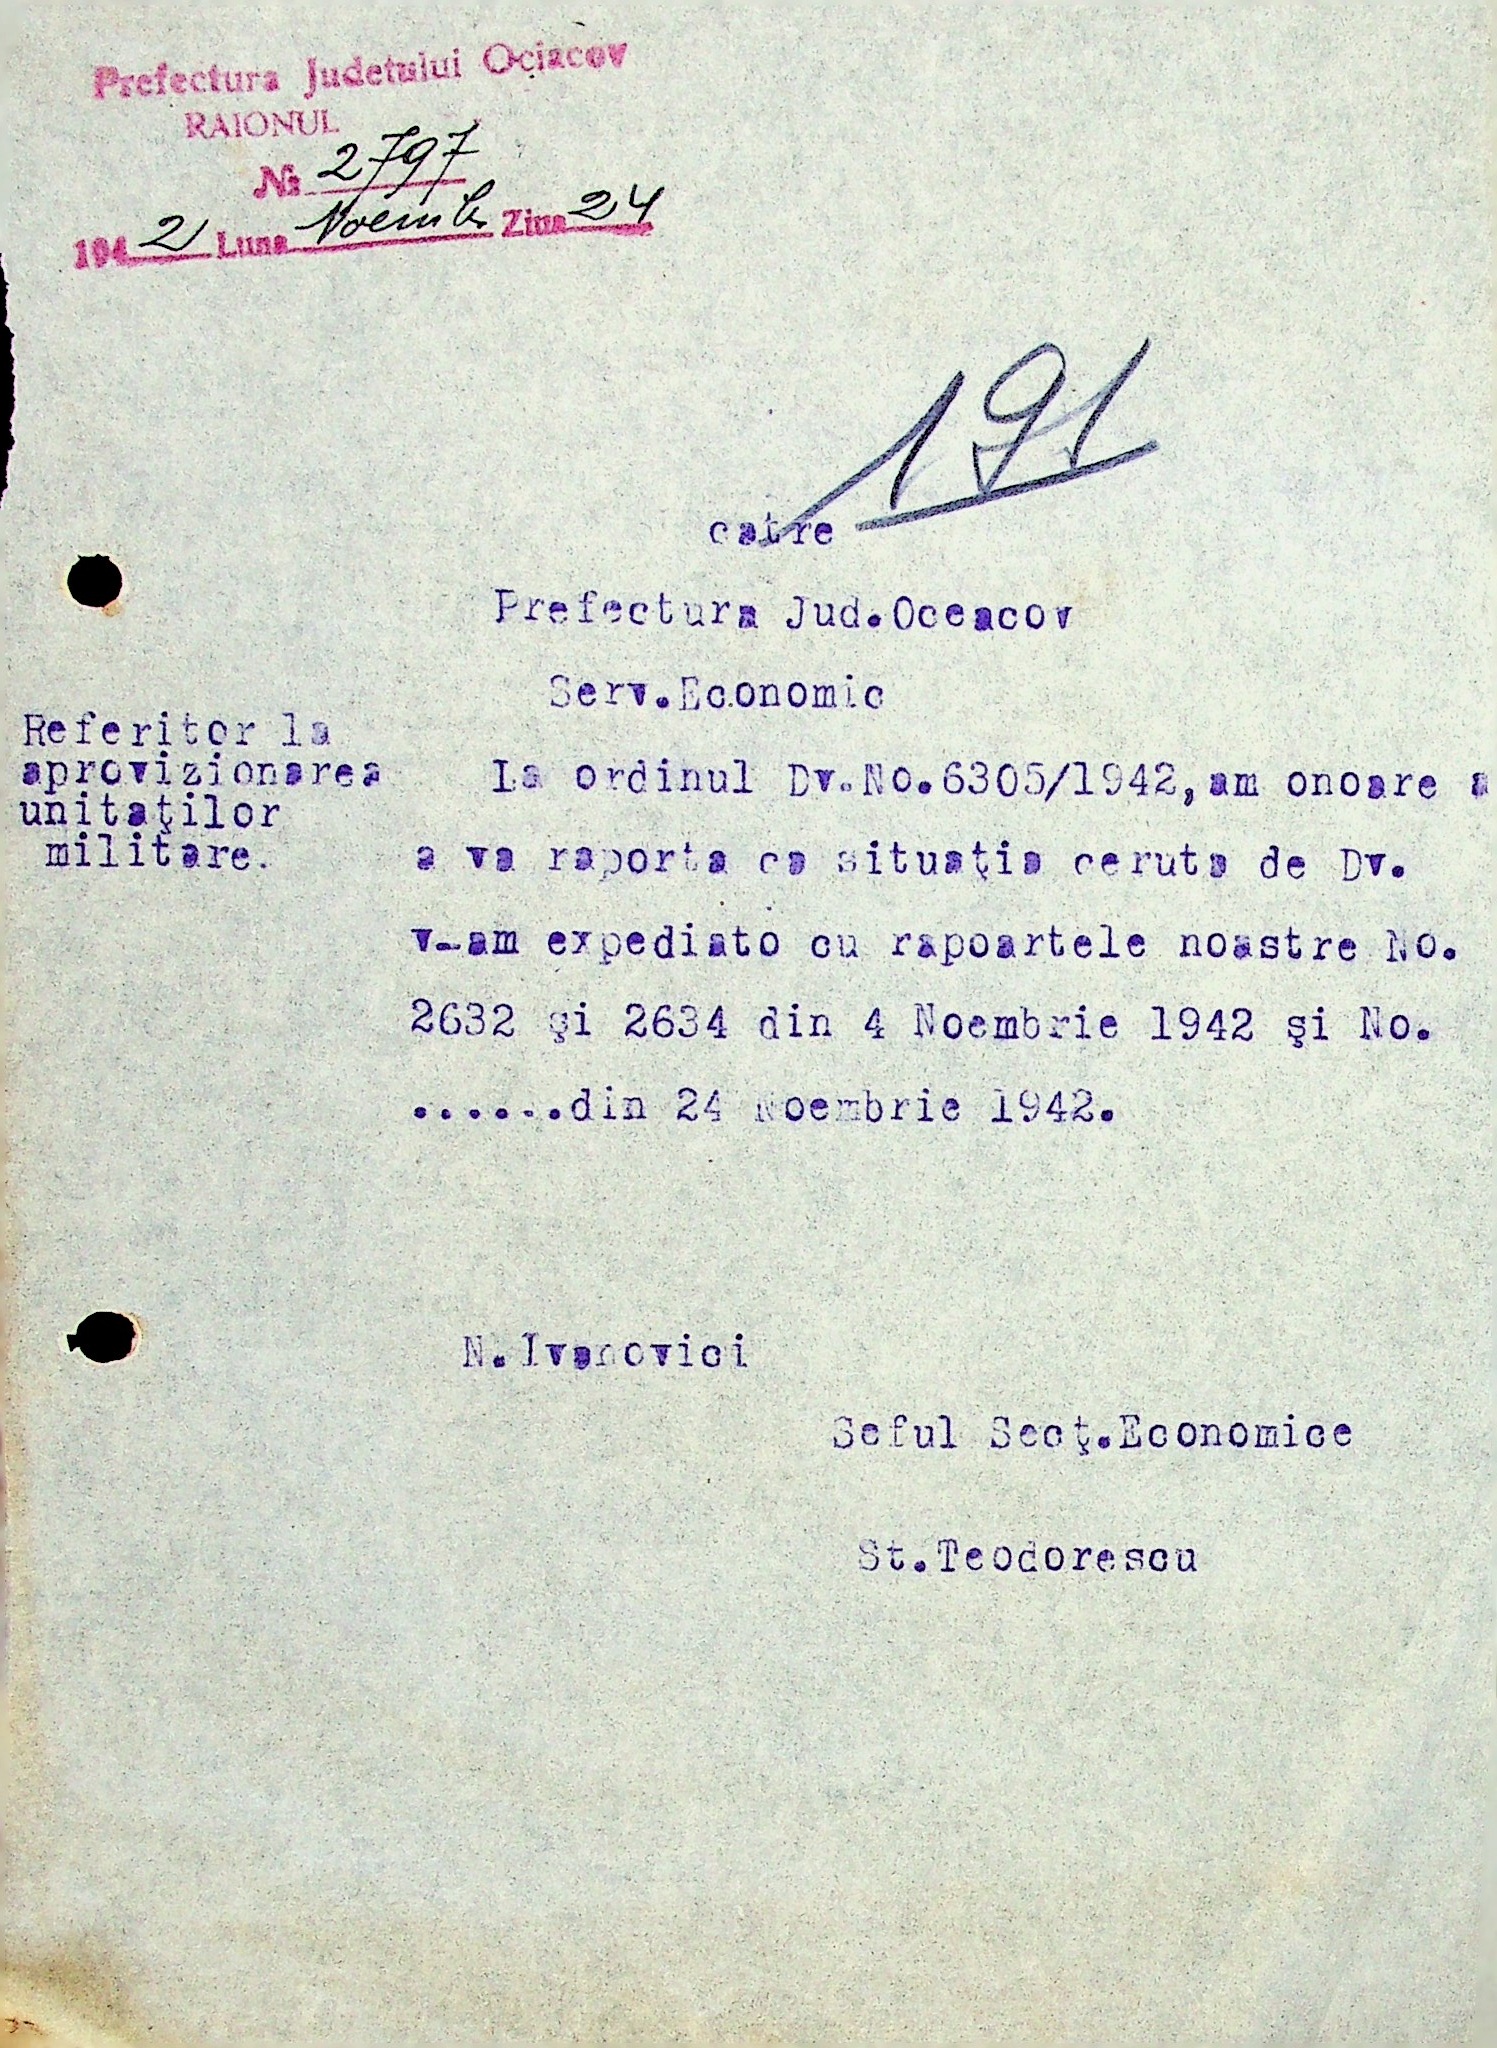 Prefectura Judetului Ociacov
RAIONUL
№ 2797
1942 Luna Noembr. Ziua 24
191
catre
Prefectura Jud.Oceacov
Serv.Economic
Referitor la
aprovizionarea
unitaţilor
militare.
La ordinul Dv.No.6305/1942,am onoare a
a va raporta ca situaţia ceruta de Dv.
v-am expediato cu rapoartele noastre No.
2632 şi 2634 din 4 Noembrie 1942 şi No.
......din 24 Noembrie 1942.
N.Ivanovici
Seful Secţ.Economice
St.Teodorescu